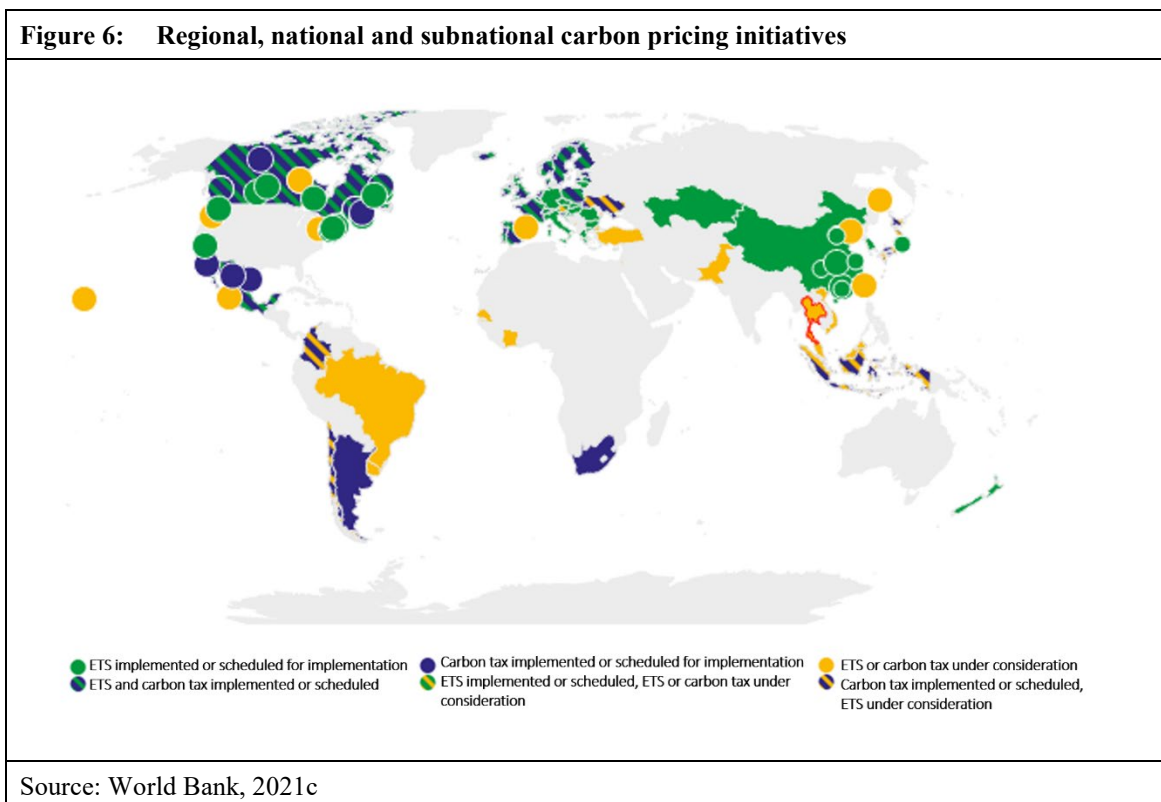 Figure 6: Regional, national and subnational carbon pricing initiatives
ETS implemented or scheduled for implementation
ETS and carbon tax implemented or scheduled
Carbon tax implemented or scheduled for implementation
ETS implemented or scheduled, ETS or carbon tax under
consideration
ETS or carbon tax under consideration
Carbon tax implemented or scheduled,
ETS under consideration
Source: World Bank, 2021c